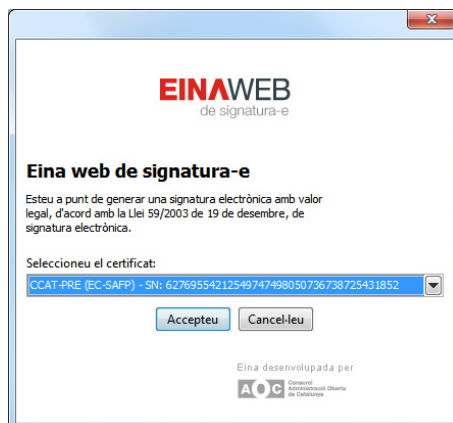 EINAWEB
de signatura-e
Eina web de signatura-e
Esteu a punt de generar una signatura electrònica amb valor
legal, d'acord amb la Llei 59/2003 de 19 de desembre, de
signatura electrònica.
Seleccioneu el certificat:
CCAT-PRE (EC-SAFP) - SN: 62769554212549747498050736738725431852
Accepteu Cancel·leu
Eina desenvolupada per
AOC Consorci
Administració Oberta
de Catalunya